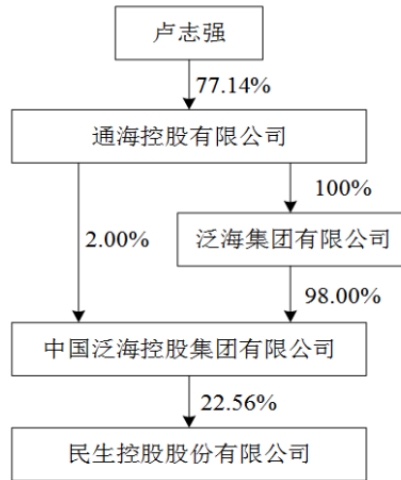 卢志强
77.14%
通海控股有限公司
100%
2.00%
泛海集团有限公司
98.00%
中国泛海控股集团有限公司
22.56%
民生控股股份有限公司